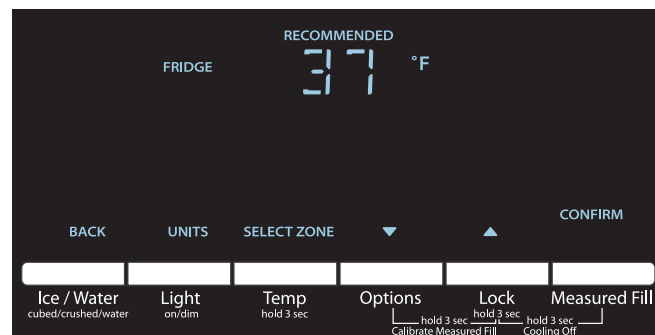 RECOMMENDED
FRIDGE 37 °F
CONFIRM
BACK UNITS SELECT ZONE ▼ ▲
Ice / Water Light Temp Options Lock Measured Fill
cubed/crushed/water on/dim hold 3 sec hold 3 sec
hold 3 sec hold 3 sec
Calibrate Measured Fill Cooling Off